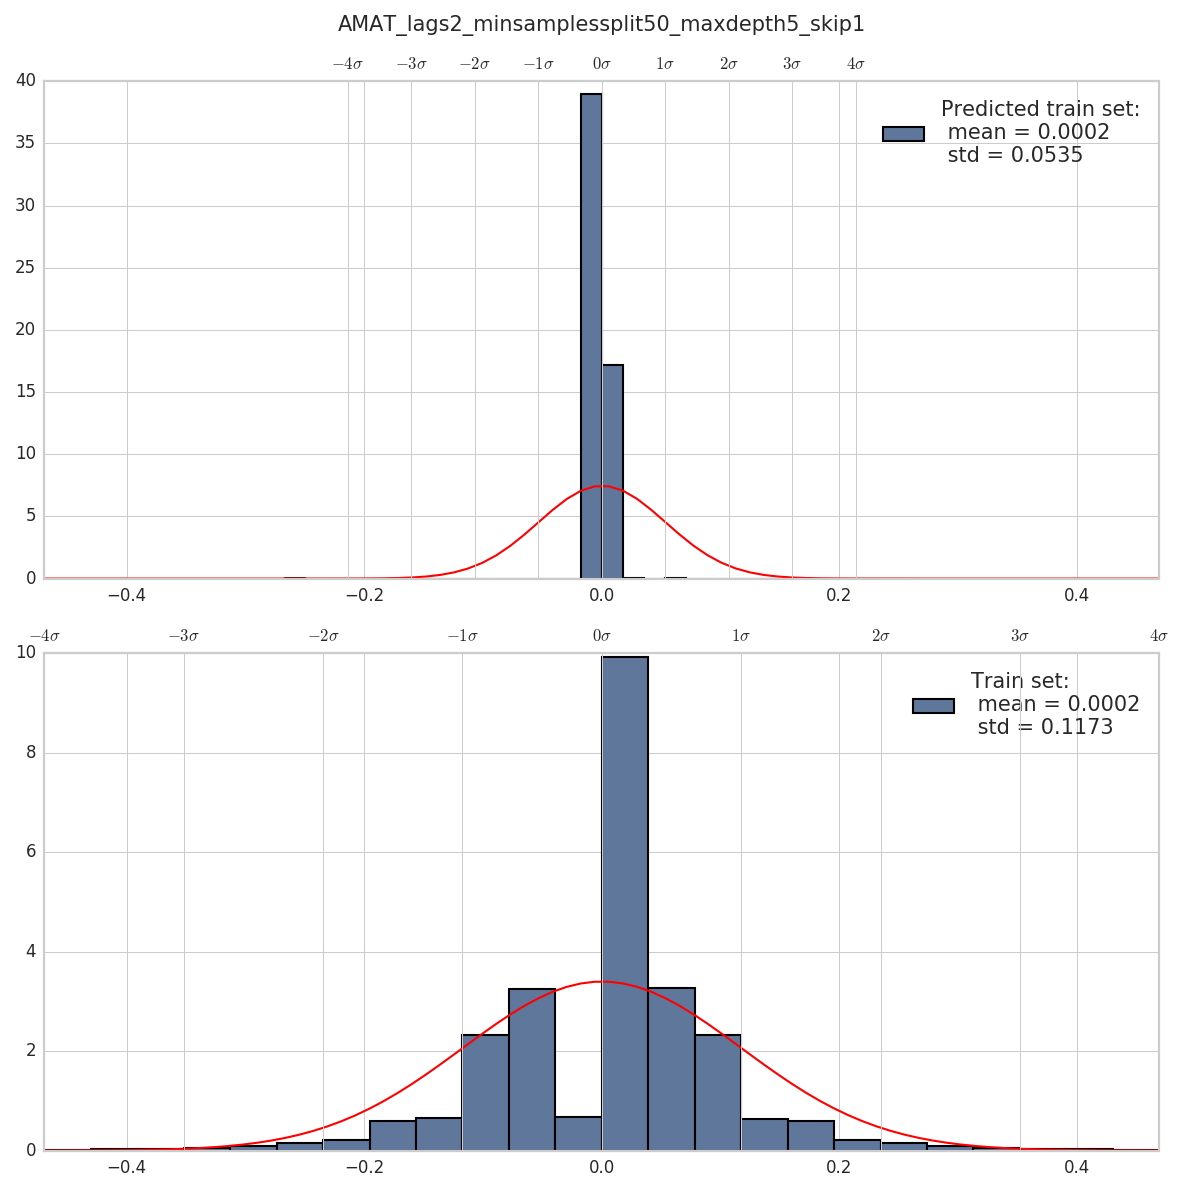 AMAT_lags2_minsamplessplit50_maxdepth5_skip1
−4σ −3σ −2σ −1σ 0σ 1σ 2σ 3σ 4σ
40
35
30
25
20
15
10
5
0
Predicted train set:
mean = 0.0002
std = 0.0535
−0.4 −0.2 0.0 0.2 0.4
−4σ −3σ −2σ −1σ 0σ 1σ 2σ 3σ 4σ
10
8
6
4
2
0
Train set:
mean = 0.0002
std = 0.1173
−0.4 −0.2 0.0 0.2 0.4